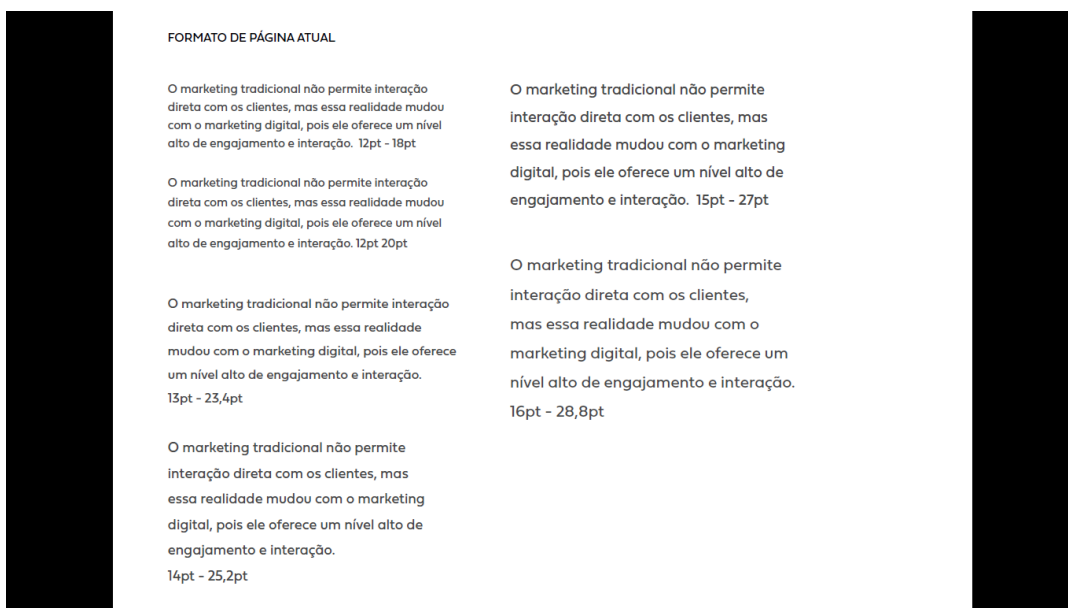 FORMATO DE PÁGINA ATUAL
O marketing tradicional não permite interação
direta com os clientes, mas essa realidade mudou
com o marketing digital, pois ele oferece um nível
alto de engajamento e interação.  12pt - 18pt
O marketing tradicional não permite interação
direta com os clientes, mas essa realidade mudou
com o marketing digital, pois ele oferece um nível
alto de engajamento e interação. 12pt 20pt
O marketing tradicional não permite interação
direta com os clientes, mas essa realidade
mudou com o marketing digital, pois ele oferece
um nível alto de engajamento e interação.
13pt - 23,4pt
O marketing tradicional não permite
interação direta com os clientes, mas
essa realidade mudou com o marketing
digital, pois ele oferece um nível alto de
engajamento e interação.
14pt - 25,2pt
O marketing tradicional não permite
interação direta com os clientes, mas
essa realidade mudou com o marketing
digital, pois ele oferece um nível alto de
engajamento e interação.  15pt - 27pt
O marketing tradicional não permite
interação direta com os clientes,
mas essa realidade mudou com o
marketing digital, pois ele oferece um
nível alto de engajamento e interação.
16pt - 28,8pt